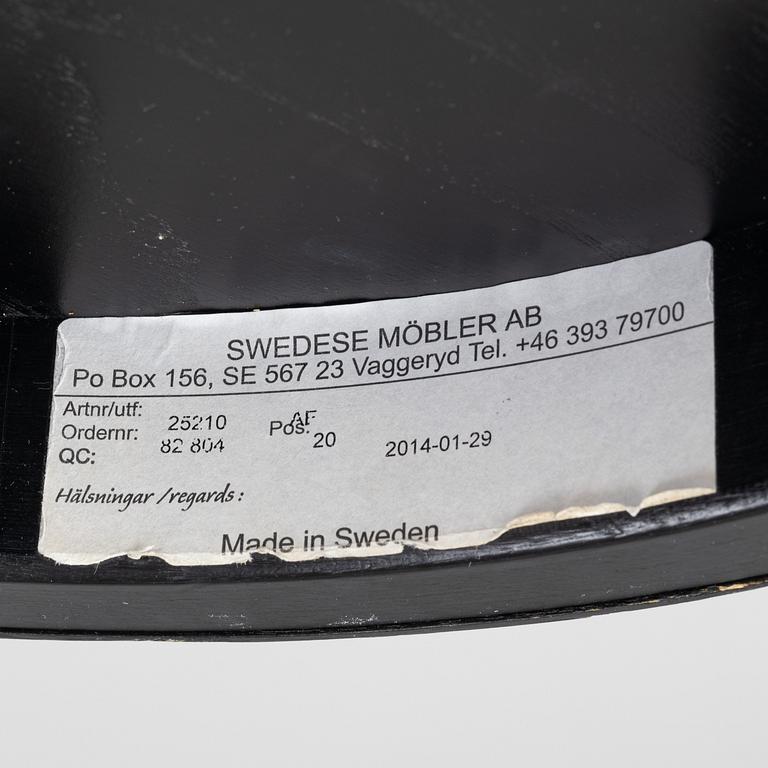 SWEDESE MÖBLER AB
Po Box 156, SE 567 23 Vaggeryd Tel. +46 393 79700
Artnr/utf: 25210 AF
Ordernr: 82 804 Pos: 20 2014-01-29
QC:
Hälsningar /regards :
Made in Sweden